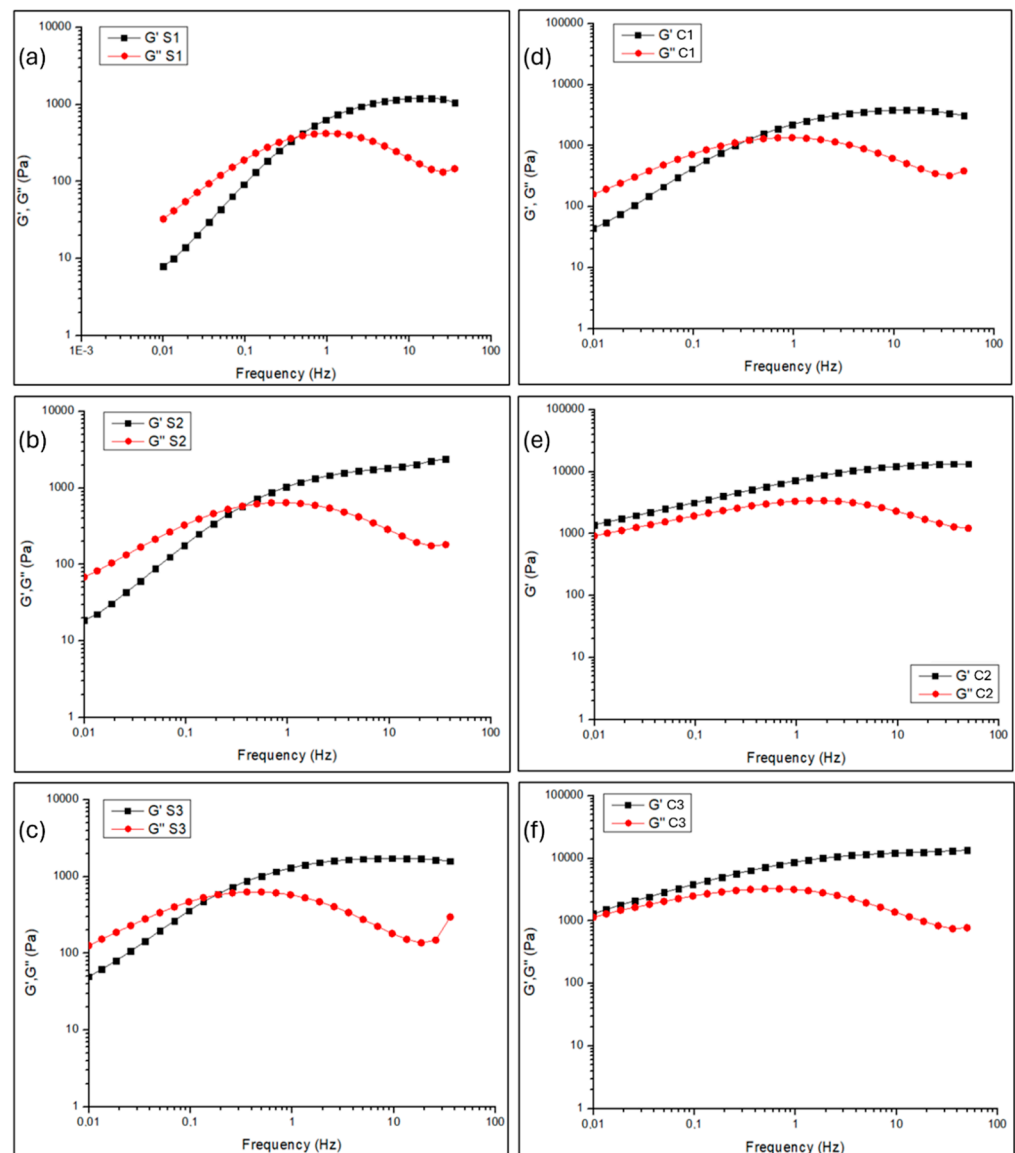 (a)
G' S1
G'' S1
10000
1000
100
10
1
G', G'' (Pa)
1E-3
0,01
0,1
1
10
100
Frequency (Hz)
(d)
G' C1
G'' C1
100000
10000
1000
100
10
1
G', G'' (Pa)
0,01
0,1
1
10
100
Frequency (Hz)
(b)
G' S2
G'' S2
10000
1000
100
10
1
G',G'' (Pa)
0,01
0,1
1
10
100
Frequency (Hz)
(e)
G' C2
G'' C2
100000
10000
1000
100
10
1
G' (Pa)
0,01
0,1
1
10
100
Frequency (Hz)
(c)
G' S3
G'' S3
10000
1000
100
10
1
G',G'' (Pa)
0,01
0,1
1
10
100
Frequency (Hz)
(f)
G' C3
G'' C3
100000
10000
1000
100
10
1
G',G'' (Pa)
0,01
0,1
1
10
100
Frequency (Hz)